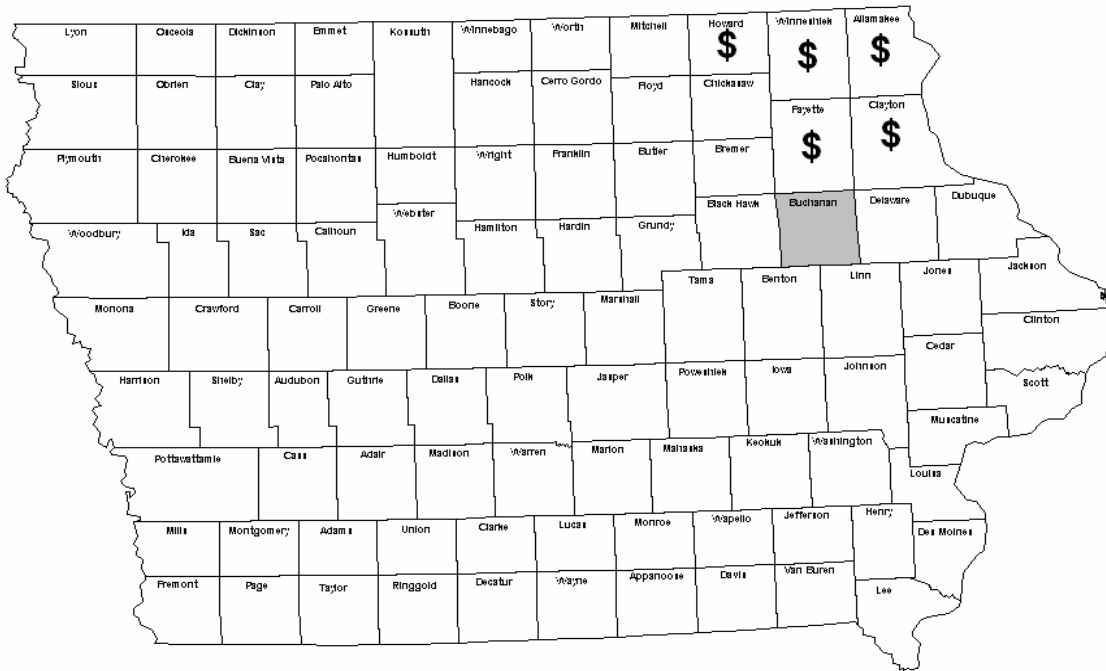 Lyon Osceola Dickinson Emmet Kossuth Winnebago Worth Mitchell Howard Winneshiek Allamakee
$ $ $
Sioux Obrien Clay Palo Alto Hancock Cerro Gordo Floyd Chickasaw
Fayette Clayton
$ $
Plymouth Cherokee Buena Vista Pocahontas Humboldt Wright Franklin Butler Bremer
Black Hawk Buchanan Delaware Dubuque
Woodbury Ida Sac Calhoun Webster Hamilton Hardin Grundy
Tama Benton Linn Jones Jackson
Monona Crawford Carroll Greene Boone Story Marshall
Clinton
Cedar
Harrison Shelby Audubon Guthrie Dallas Polk Jasper Poweshiek Iowa Johnson
Scott
Muscatine
Pottawattamie Cass Adair Madison Warren Marion Mahaska Keokuk Washington
Louisa
Mills Montgomery Adams Union Clarke Lucas Monroe Wapello Jefferson Henry
Des Moines
Fremont Page Taylor Ringgold Decatur Wayne Appanoose Davis Van Buren
Lee